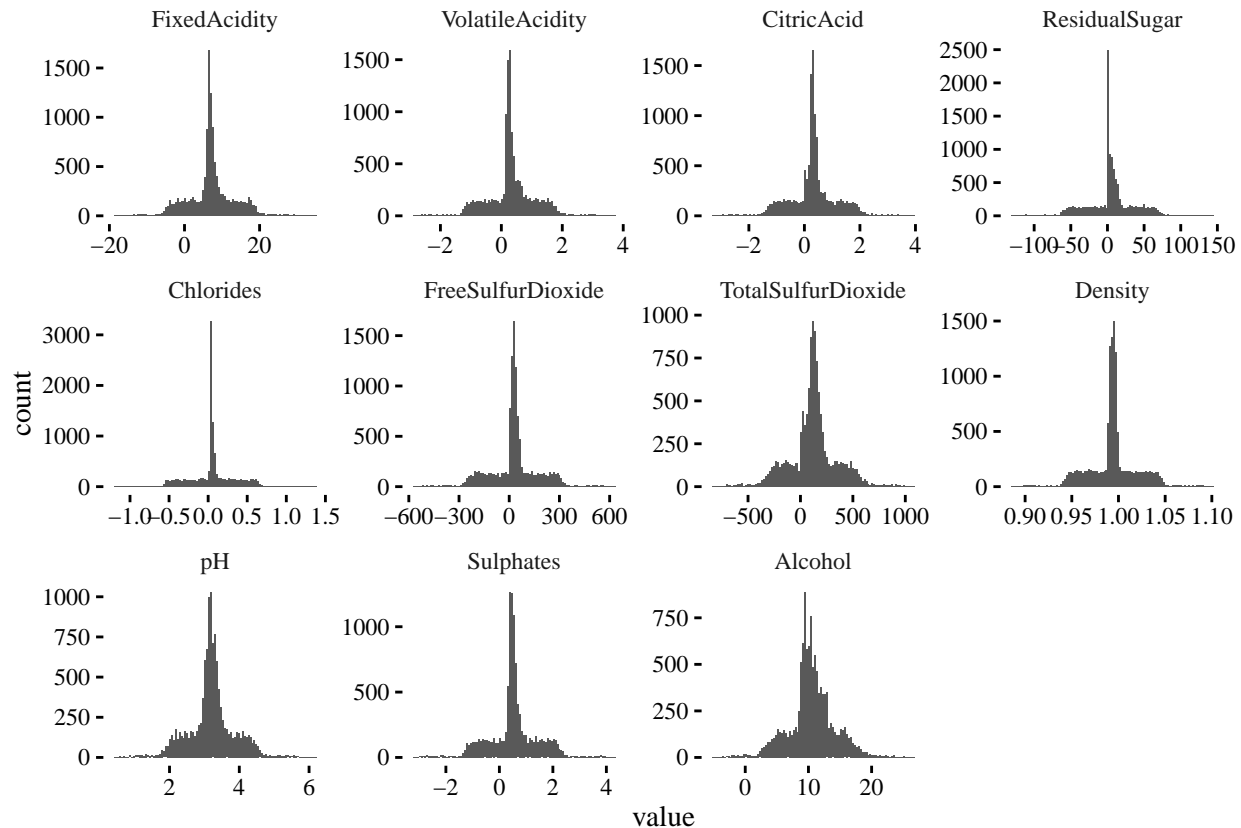 FixedAcidity VolatileAcidity CitricAcid ResidualSugar
1500
1000
500
0
−20 0 20
1500
1000
500
0
−2 0 2 4
1500
1000
500
0
−2 0 2 4
2500
2000
1500
1000
500
0
−100 −50 0 50 100 150
Chlorides FreeSulfurDioxide TotalSulfurDioxide Density
3000
2000
1000
0
−1.0 −0.5 0.0 0.5 1.0 1.5
1500
1000
500
0
−600 −300 0 300 600
1000
750
500
250
0
−500 0 500 1000
1500
1000
500
0
0.90 0.95 1.00 1.05 1.10
pH Sulphates Alcohol
1000
750
500
250
0
2 4 6
1000
500
0
−2 0 2 4
750
500
250
0
0 10 20
count
value